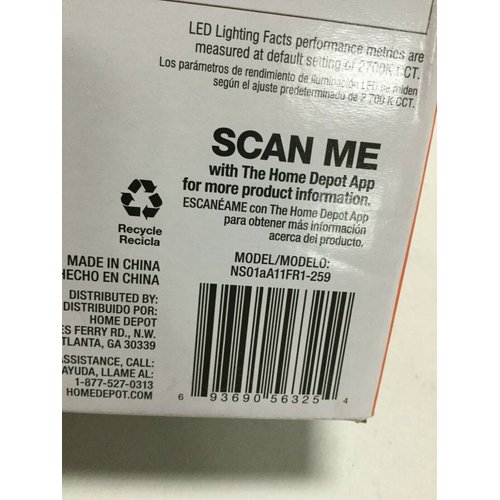 LED Lighting Facts performance metrics are
measured at default setting of 2700K CCT.
Los parámetros de rendimiento de iluminación LED se miden
según el ajuste predeterminado de 2 700 K CCT.
SCAN ME
with The Home Depot App
for more product information.
ESCANÉAME con The Home Depot App
para obtener más información
acerca del producto.
Recycle
Recicla
MADE IN CHINA
HECHO EN CHINA
DISTRIBUTED BY:
DISTRIBUIDO POR:
HOME DEPOT
ES FERRY RD., N.W.
TLANTA, GA 30339
ASSISTANCE, CALL:
AYUDA, LLAME AL:
1-877-527-0313
HOMEDEPOT.COM
MODEL/MODELO:
NS01aA11FR1-259
6 93690 56325 4